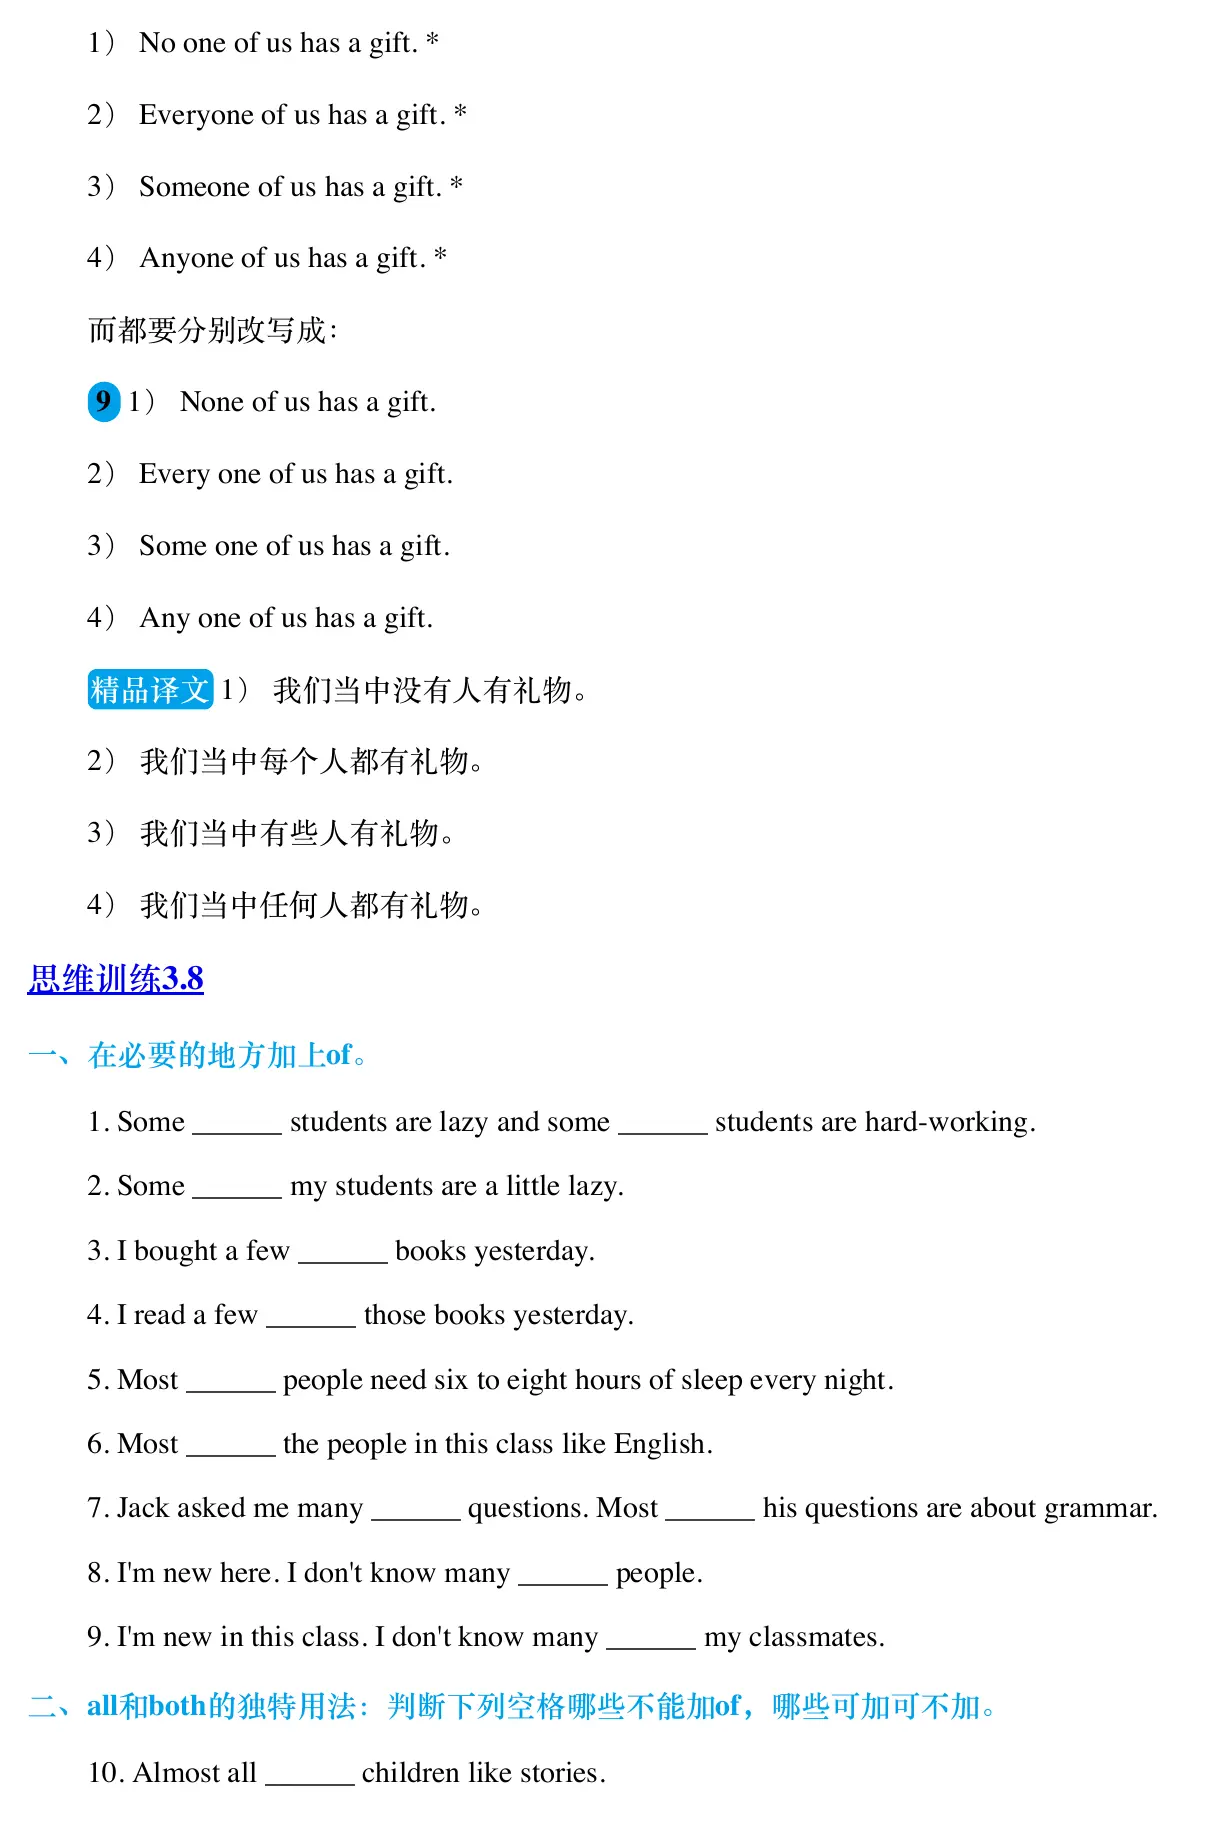 1） No one of us has a gift. *
2） Everyone of us has a gift. *
3） Someone of us has a gift. *
4） Anyone of us has a gift. *
而都要分别改写成：
9 1） None of us has a gift.
2） Every one of us has a gift.
3） Some one of us has a gift.
4） Any one of us has a gift.
精品译文 1） 我们当中没有人有礼物。
2） 我们当中每个人都有礼物。
3） 我们当中有些人有礼物。
4） 我们当中任何人都有礼物。
思维训练3.8
一、在必要的地方加上of。
1. Some ______ students are lazy and some ______ students are hard-working.
2. Some ______ my students are a little lazy.
3. I bought a few ______ books yesterday.
4. I read a few ______ those books yesterday.
5. Most ______ people need six to eight hours of sleep every night.
6. Most ______ the people in this class like English.
7. Jack asked me many ______ questions. Most ______ his questions are about grammar.
8. I'm new here. I don't know many ______ people.
9. I'm new in this class. I don't know many ______ my classmates.
二、all和both的独特用法：判断下列空格哪些不能加of，哪些可加可不加。
10. Almost all ______ children like stories.